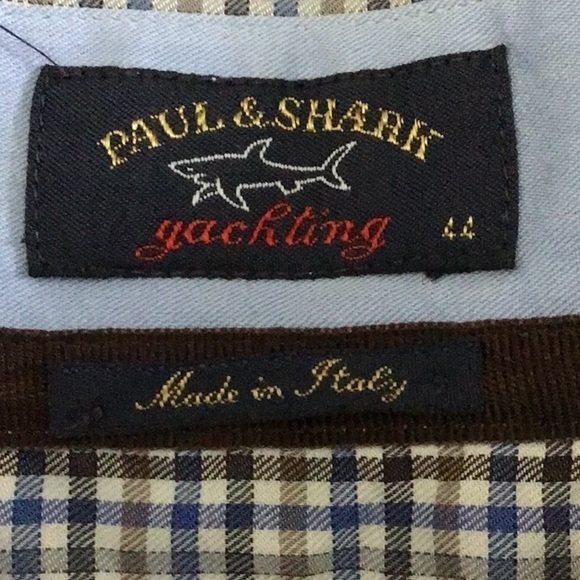 PAUL & SHARK
yachting
44
Made in Italy